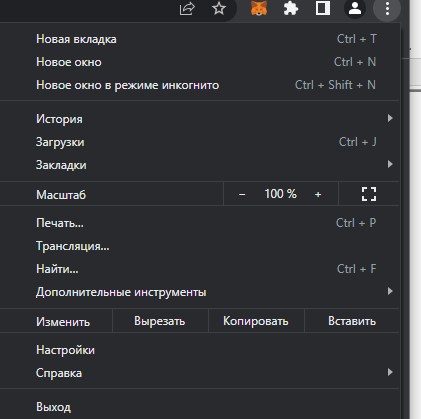 Новая вкладка Ctrl + T
Новое окно Ctrl + N
Новое окно в режиме инкогнито Ctrl + Shift + N
История
Загрузки Ctrl + J
Закладки
Масштаб − 100 % +
Печать... Ctrl + P
Трансляция...
Найти... Ctrl + F
Дополнительные инструменты
Изменить Вырезать Копировать Вставить
Настройки
Справка
Выход